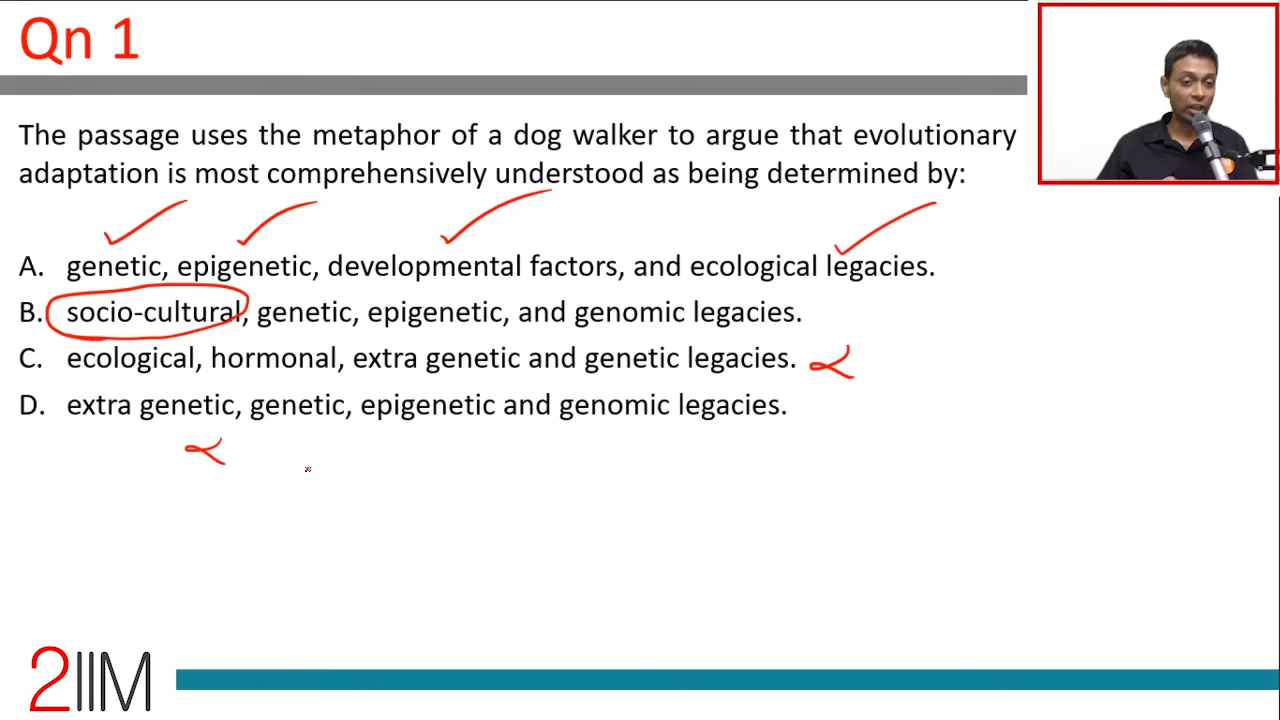 Qn 1
The passage uses the metaphor of a dog walker to argue that evolutionary
adaptation is most comprehensively understood as being determined by:
A. genetic, epigenetic, developmental factors, and ecological legacies.
B. socio-cultural, genetic, epigenetic, and genomic legacies.
C. ecological, hormonal, extra genetic and genetic legacies.
D. extra genetic, genetic, epigenetic and genomic legacies.
2IIM